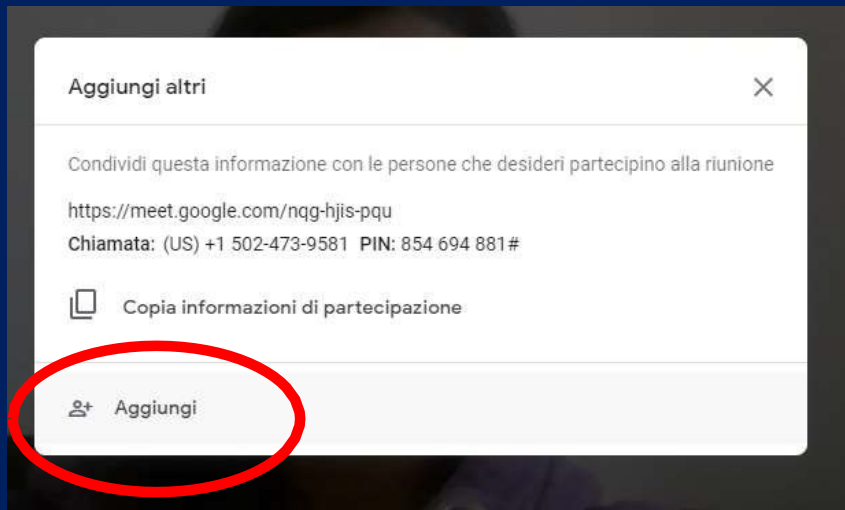 Aggiungi altri
Condividi questa informazione con le persone che desideri partecipino alla riunione
https://meet.google.com/nqg-hjis-pqu
Chiamata: (US) +1 502-473-9581 PIN: 854 694 881#
Copia informazioni di partecipazione
Aggiungi